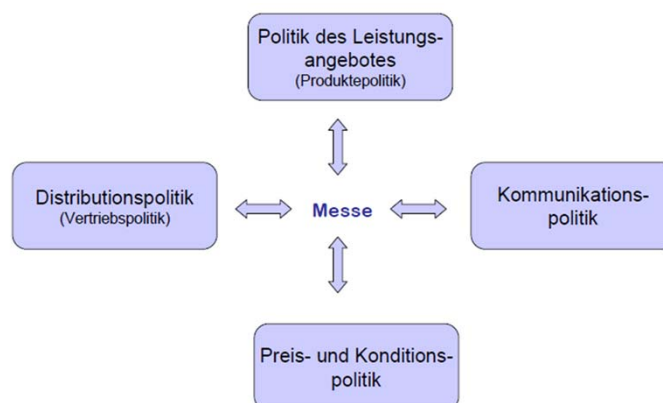 Politik des Leistungs-
angebotes
(Produktepolitik)
Distributionspolitik
(Vertriebspolitik)
Messe
Kommunikations-
politik
Preis- und Konditions-
politik